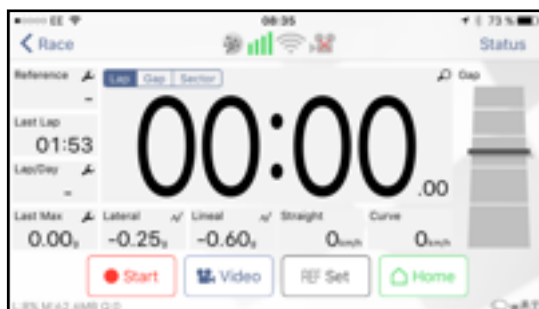 EE 08:35 73 %
Race Status
Reference Lap Gap Sector Gap
-
Last Lap
01:53
00:00.00
Lap/Day
-
Last Max Lateral Lineal Straight Curve
0.00g -0.25g -0.60g 0km/h 0km/h
Start Video REF Set Home